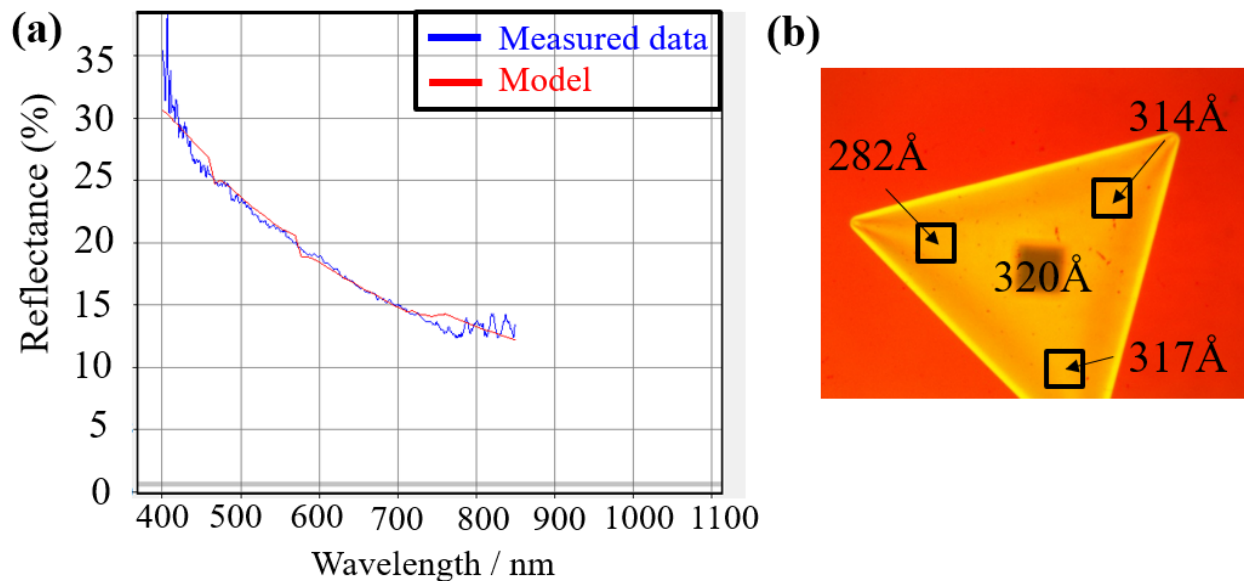 (a)
Measured data
Model
Reflectance (%)
35
30
25
20
15
10
5
0
400 500 600 700 800 900 1000 1100
Wavelength / nm
(b)
314Å
282Å
320Å
317Å